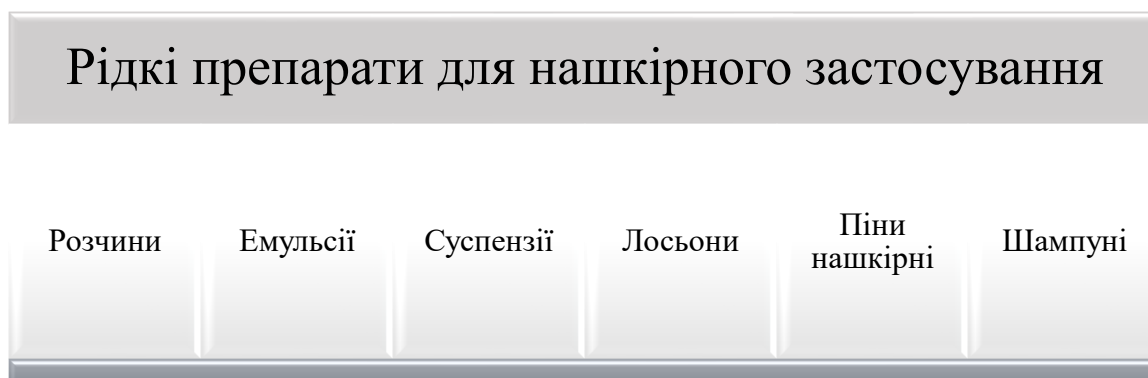 Рідкі препарати для нашкірного застосування
Розчини
Емульсії
Суспензії
Лосьони
Піни
нашкірні
Шампуні